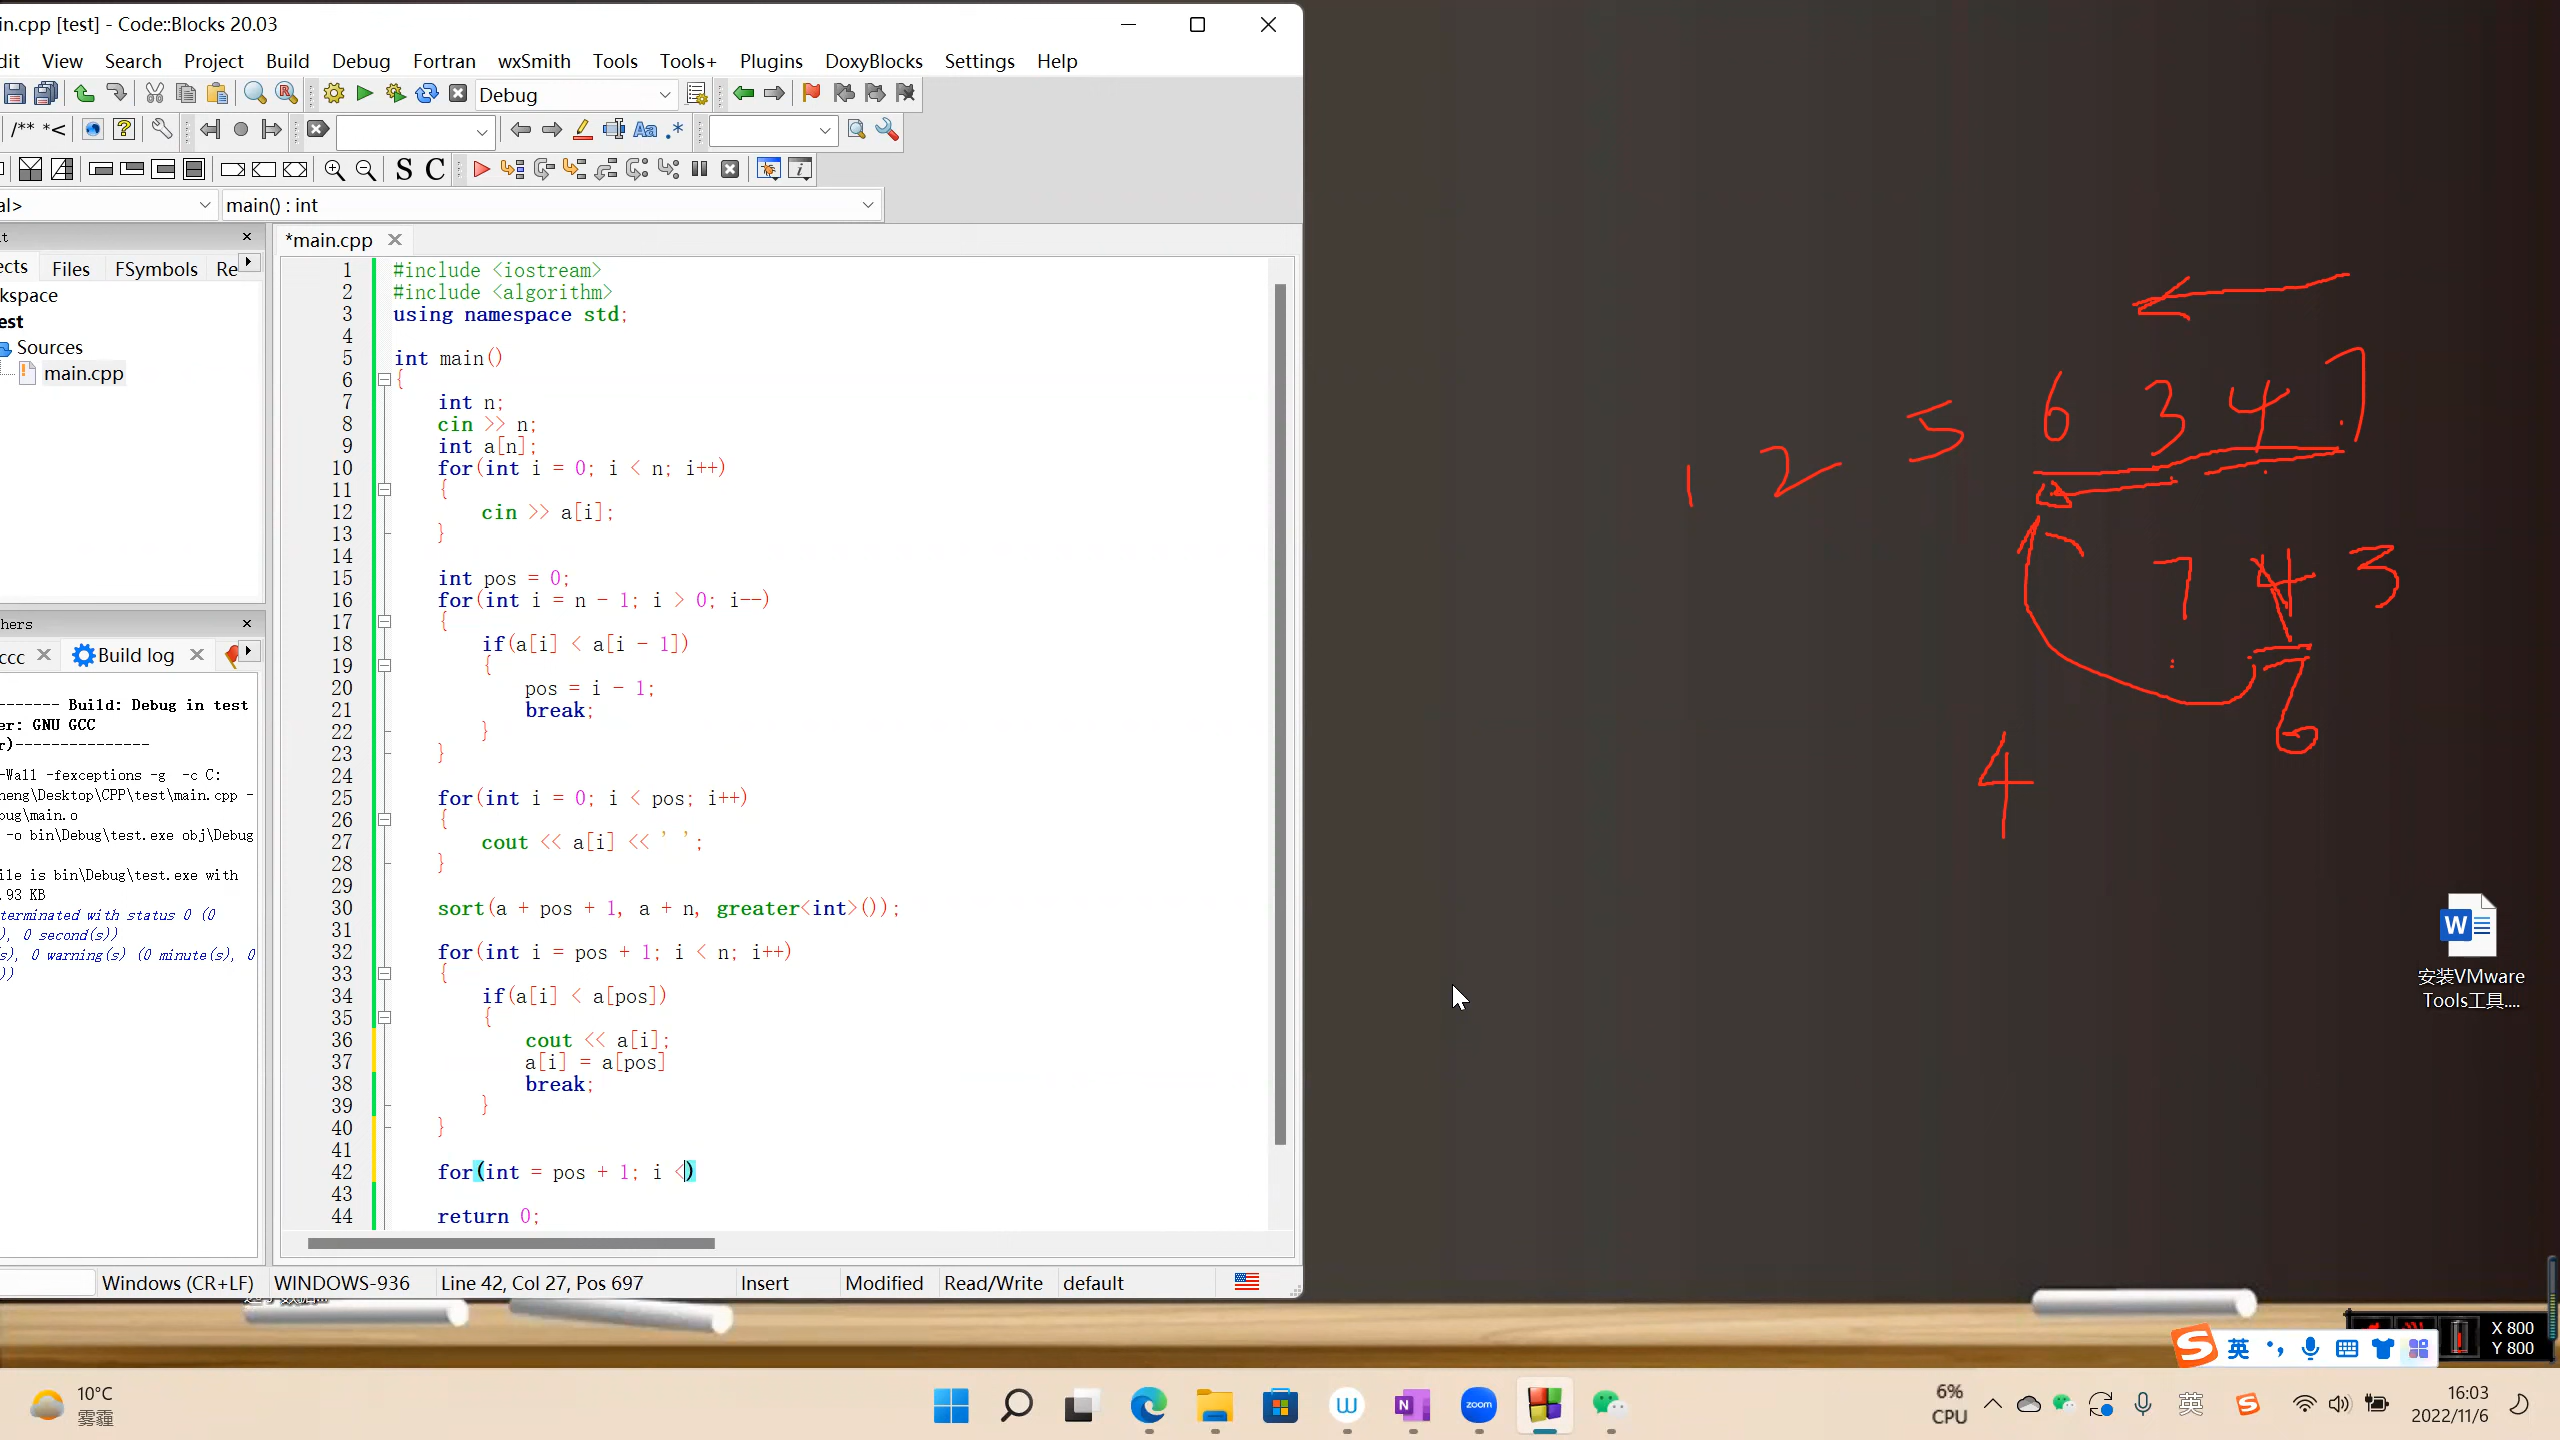 in.cpp [test] - Code::Blocks 20.03
dit View Search Project Build Debug Fortran wxSmith Tools Tools+ Plugins DoxyBlocks Settings Help
Debug
/** *<
Aa .*
S C
al> main() : int
t
ects Files FSymbols Re
kspace
est
Sources
main.cpp
hers
ccc Build log
------- Build: Debug in test
er: GNU GCC
r)---------------
-Wall -fexceptions -g  -c C:
heng\Desktop\CPP\test\main.cpp -
bug\main.o
-o bin\Debug\test.exe obj\Debug
ile is bin\Debug\test.exe with
.93 KB
terminated with status 0 (0
), 0 second(s))
s), 0 warning(s) (0 minute(s), 0
))
*main.cpp
1 #include <iostream>
2 #include <algorithm>
3 using namespace std;
4
5 int main()
6 {
7 int n;
8 cin >> n;
9 int a[n];
10 for(int i = 0; i < n; i++)
11 {
12 cin >> a[i];
13 }
14
15 int pos = 0;
16 for(int i = n - 1; i > 0; i--)
17 {
18 if(a[i] < a[i - 1])
19 {
20 pos = i - 1;
21 break;
22 }
23 }
24
25 for(int i = 0; i < pos; i++)
26 {
27 cout << a[i] << ' ';
28 }
29
30 sort(a + pos + 1, a + n, greater<int>());
31
32 for(int i = pos + 1; i < n; i++)
33 {
34 if(a[i] < a[pos])
35 {
36 cout << a[i];
37 a[i] = a[pos]
38 break;
39 }
40 }
41
42 for(int = pos + 1; i <)
43
44 return 0;
Windows (CR+LF) WINDOWS-936 Line 42, Col 27, Pos 697 Insert Modified Read/Write default
1 2 5 6 3 4 7
7 4 3
6
4
安装VMware
Tools工具....
X 800
Y 800
英
10°C
雾霾
zoom
6%
CPU
英
16:03
2022/11/6